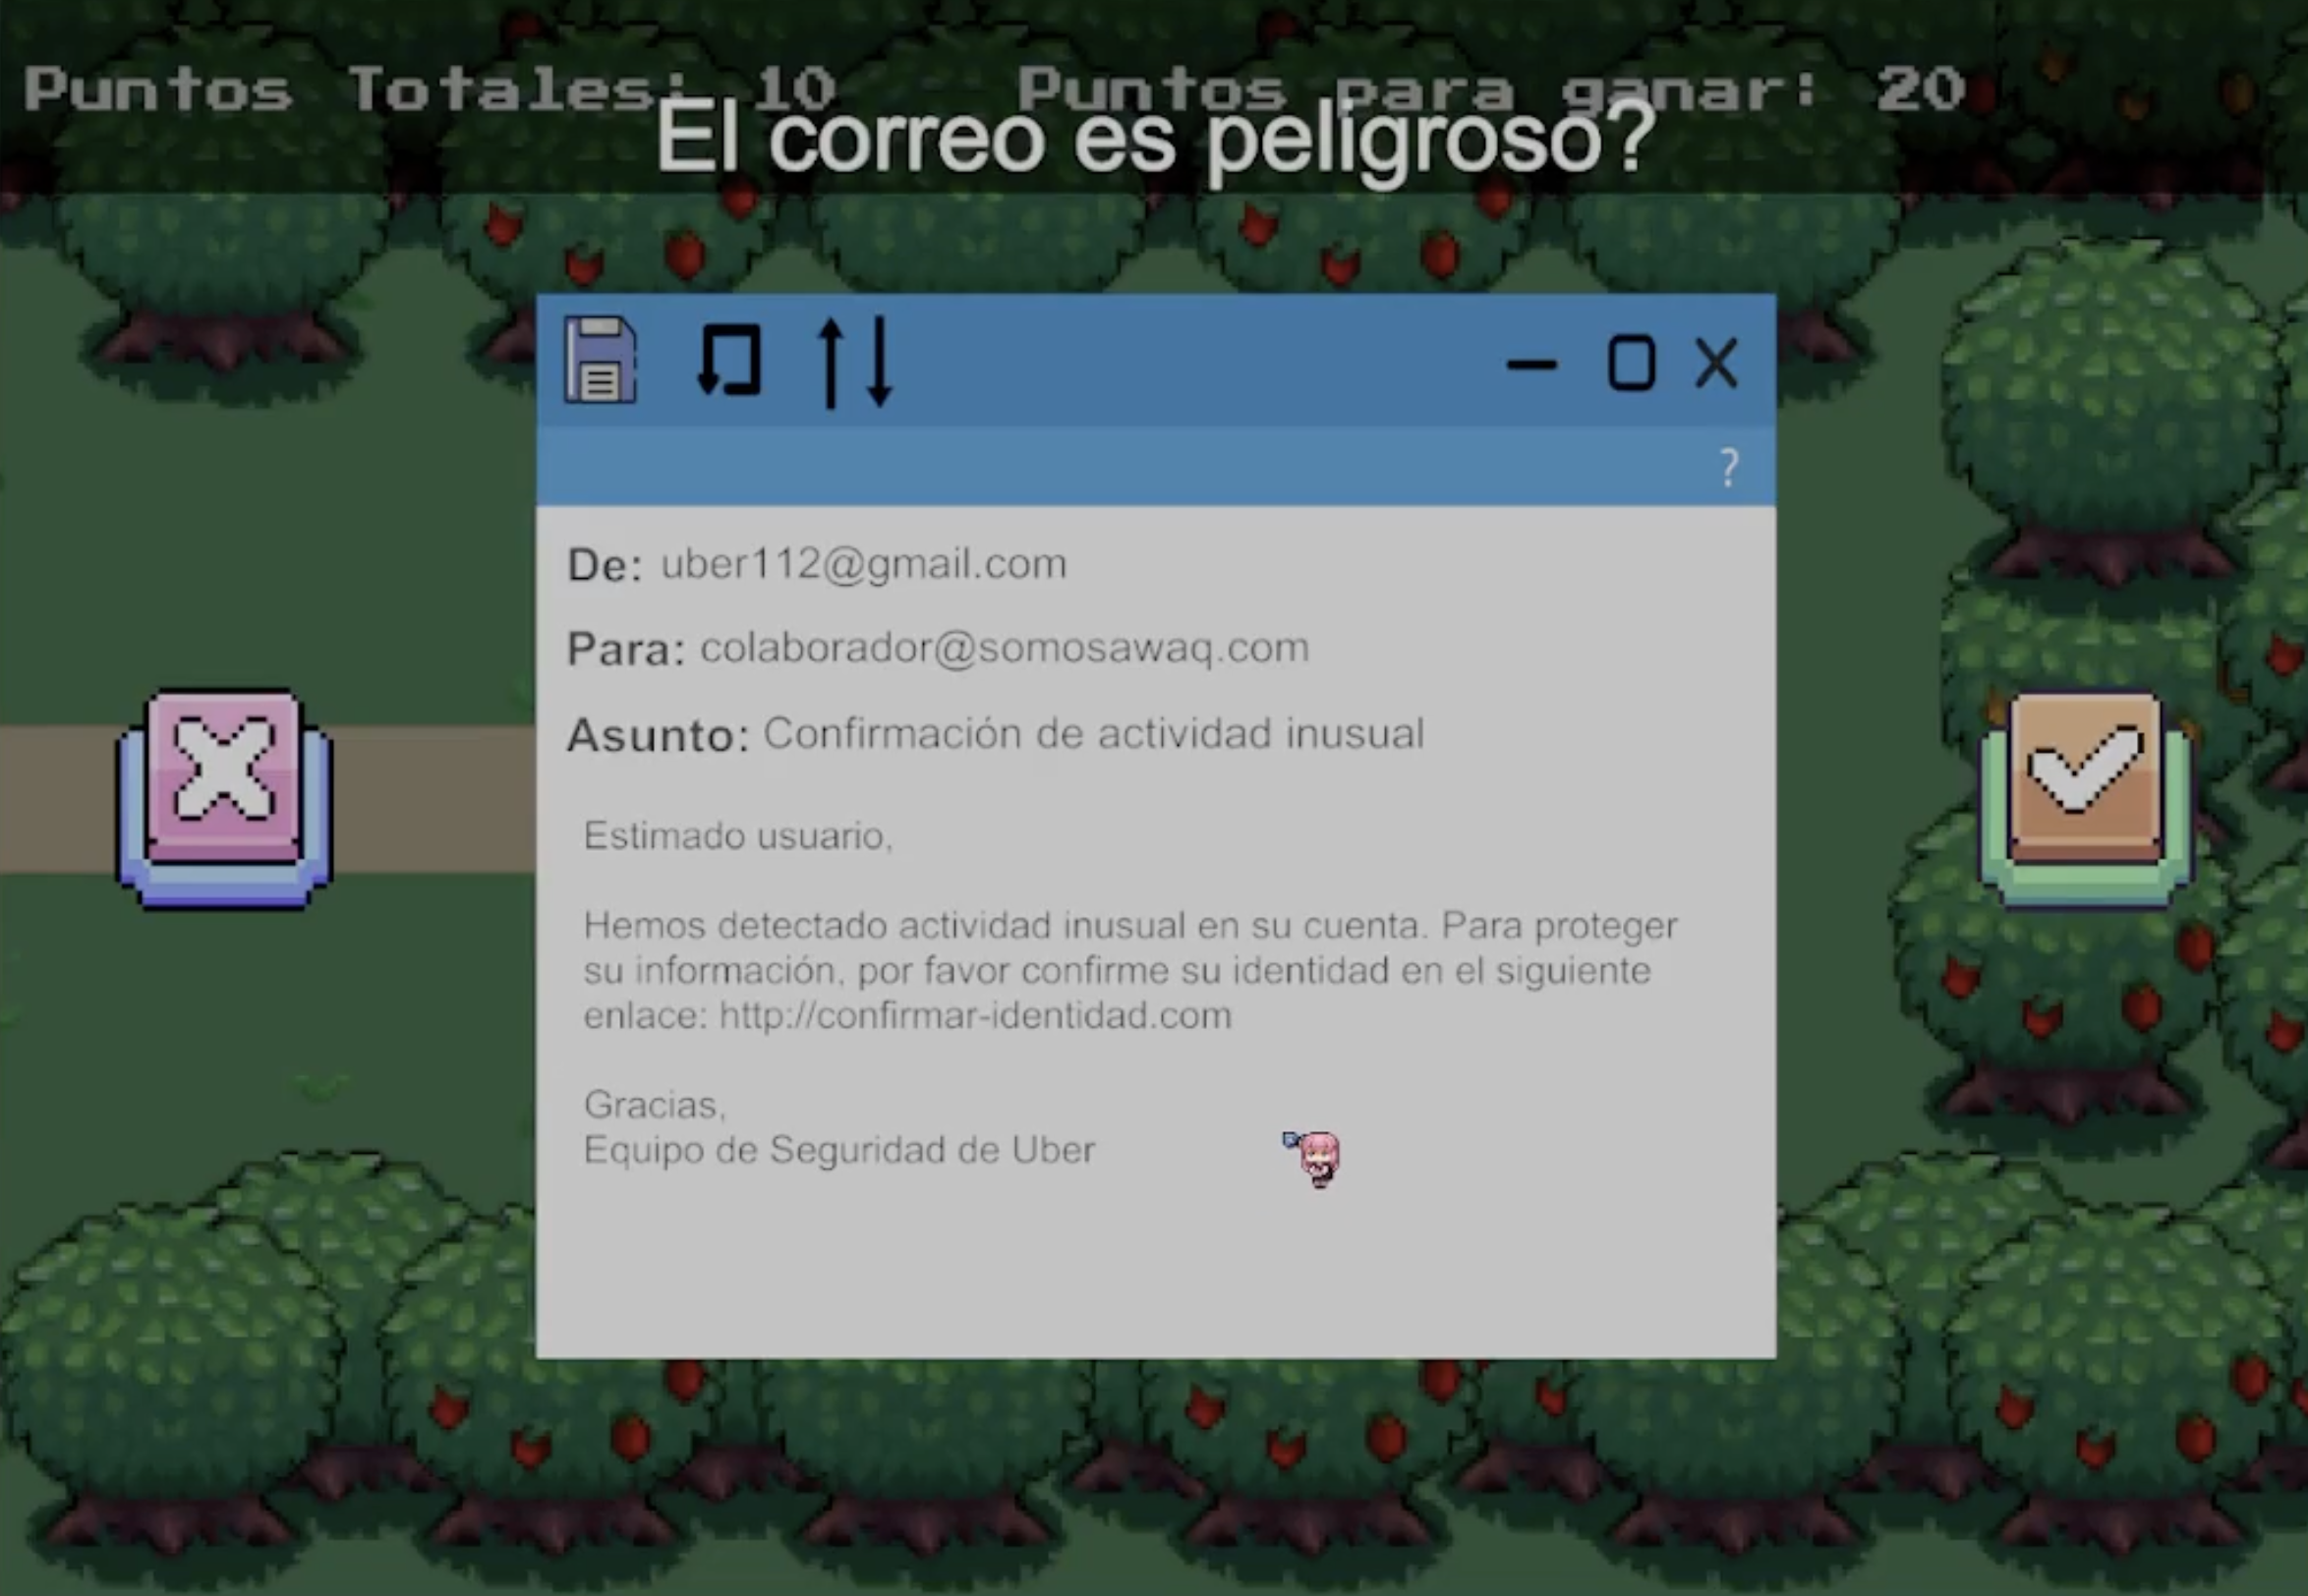 Puntos Totales: 10 Puntos para ganar: 20
El correo es peligroso?
?
De: uber112@gmail.com
Para: colaborador@somosawaq.com
Asunto: Confirmación de actividad inusual
Estimado usuario,
Hemos detectado actividad inusual en su cuenta. Para proteger
su información, por favor confirme su identidad en el siguiente
enlace: http://confirmar-identidad.com
Gracias,
Equipo de Seguridad de Uber